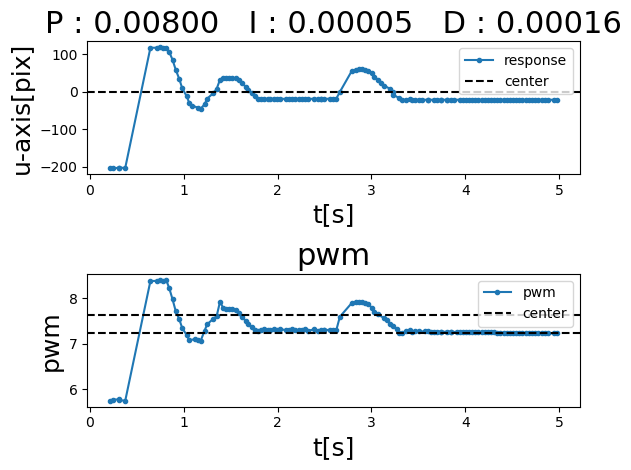 P : 0.00800   I : 0.00005   D : 0.00016
u-axis[pix]
100
0
−100
−200
response
center
0 1 2 3 4 5
t[s]
pwm
pwm
8
7
6
pwm
center
0 1 2 3 4 5
t[s]